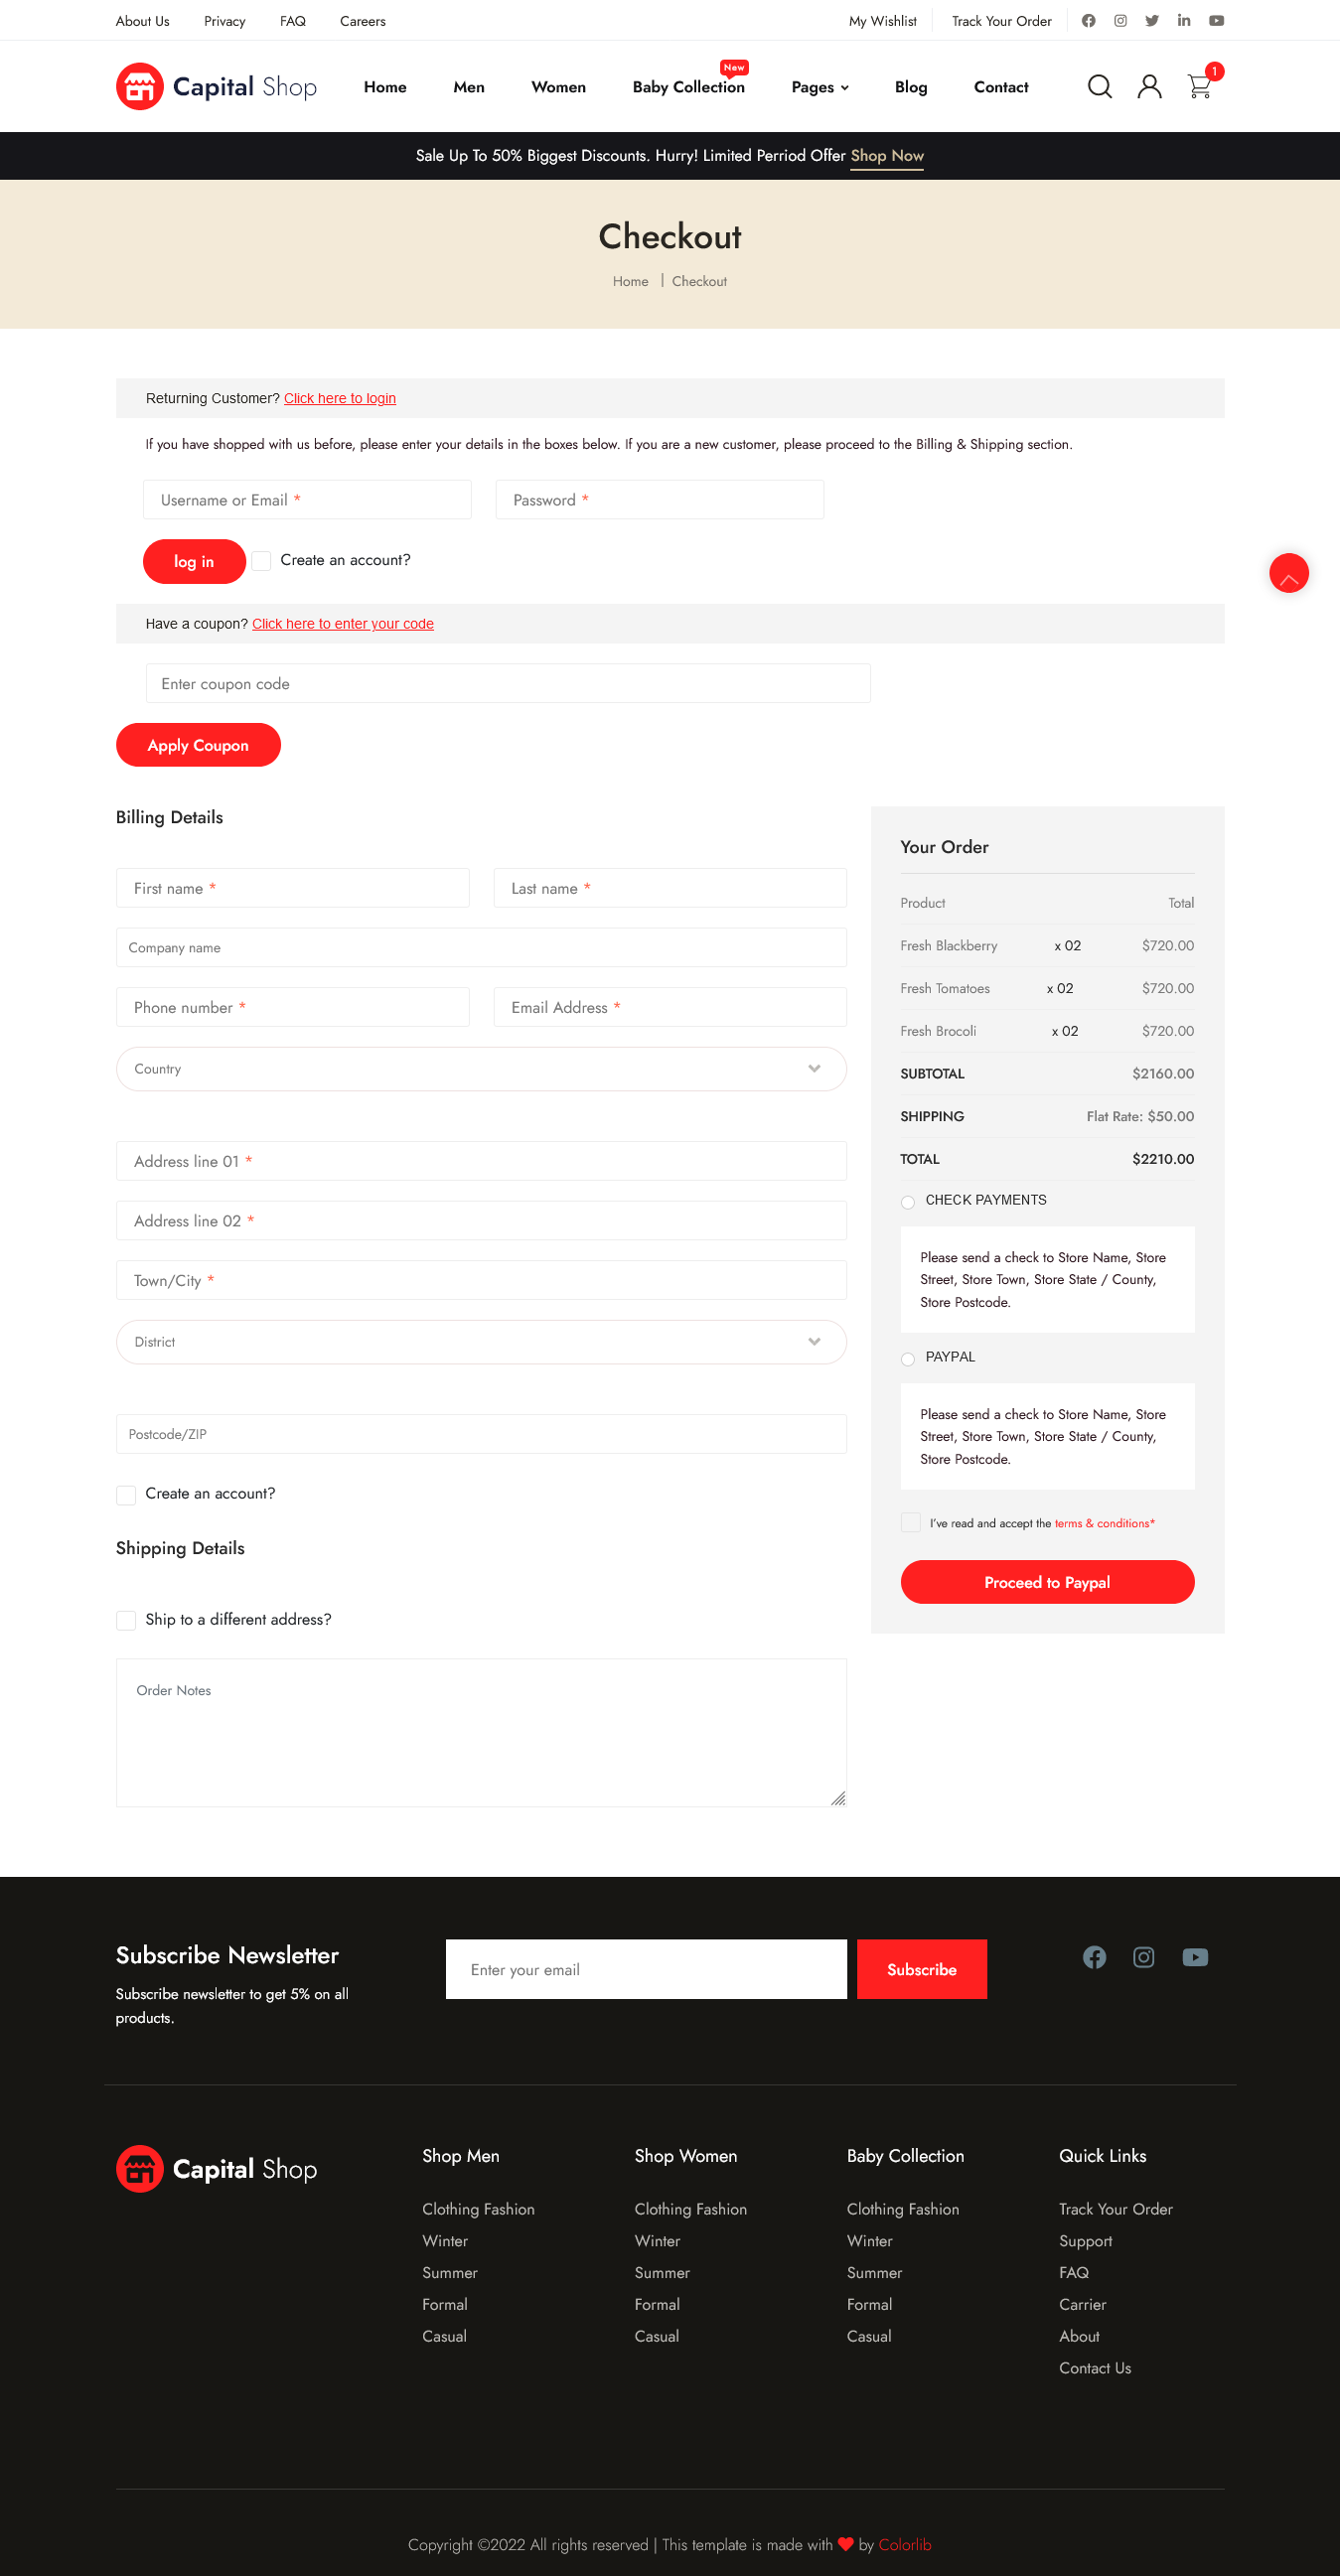 About Us Privacy FAQ Careers My Wishlist Track Your Order
Capital Shop Home Men Women Baby Collection New Pages Blog Contact 1
Sale Up To 50% Biggest Discounts. Hurry! Limited Perriod Offer Shop Now
Checkout
Home Checkout
Returning Customer? Click here to login
If you have shopped with us before, please enter your details in the boxes below. If you are a new customer, please proceed to the Billing & Shipping section.
Username or Email * Password *
log in Create an account?
Have a coupon? Click here to enter your code
Enter coupon code
Apply Coupon
Billing Details
First name * Last name *
Company name
Phone number * Email Address *
Country
Address line 01 *
Address line 02 *
Town/City *
District
Postcode/ZIP
Create an account?
Shipping Details
Ship to a different address?
Order Notes
Your Order
Product Total
Fresh Blackberry x 02 $720.00
Fresh Tomatoes x 02 $720.00
Fresh Brocoli x 02 $720.00
SUBTOTAL $2160.00
SHIPPING Flat Rate: $50.00
TOTAL $2210.00
CHECK PAYMENTS
Please send a check to Store Name, Store
Street, Store Town, Store State / County,
Store Postcode.
PAYPAL
Please send a check to Store Name, Store
Street, Store Town, Store State / County,
Store Postcode.
I've read and accept the terms & conditions*
Proceed to Paypal
Subscribe Newsletter
Subscribe newsletter to get 5% on all
products.
Enter your email Subscribe
Capital Shop
Shop Men
Clothing Fashion
Winter
Summer
Formal
Casual
Shop Women
Clothing Fashion
Winter
Summer
Formal
Casual
Baby Collection
Clothing Fashion
Winter
Summer
Formal
Casual
Quick Links
Track Your Order
Support
FAQ
Carrier
About
Contact Us
Copyright ©2022 All rights reserved | This template is made with ♥ by Colorlib